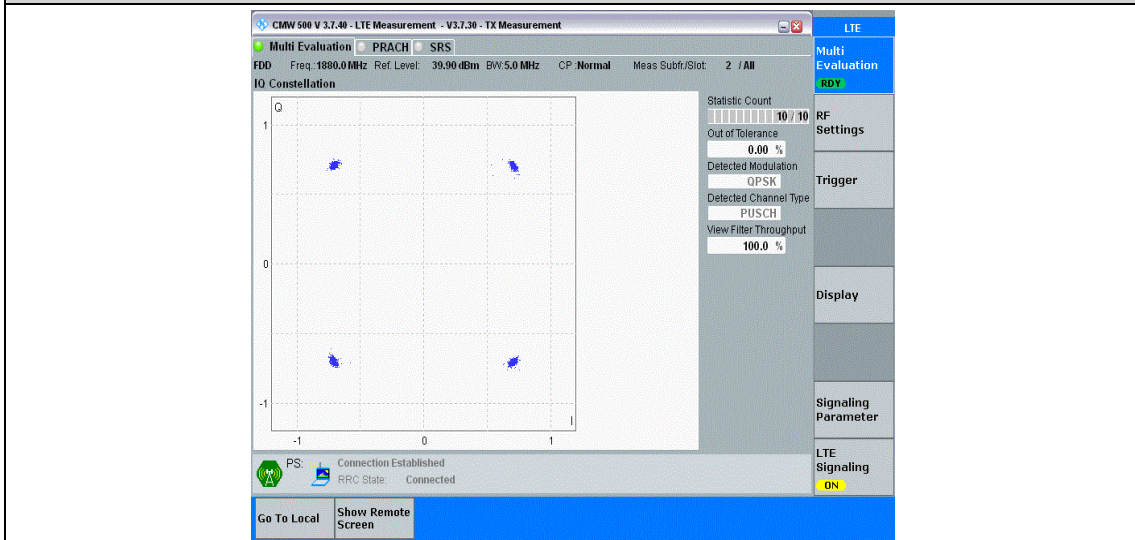 CMW 500 V 3.7.40 - LTE Measurement - V3.7.30 - TX Measurement
LTE
Multi Evaluation PRACH SRS
FDD Freq.: 1880.0 MHz Ref. Level: 39.90 dBm BW: 5.0 MHz CP : Normal Meas Subfr./Slot: 2 / All
IQ Constellation
Q
1
0
-1
I
-1 0 1
Statistic Count
10 / 10
Out of Tolerance
0.00 %
Detected Modulation
QPSK
Detected Channel Type
PUSCH
View Filter Throughput
100.0 %
Multi
Evaluation
RDY
RF
Settings
Trigger
Display
Signaling
Parameter
LTE
Signaling
ON
PS: Connection Established
RRC State: Connected
Go To Local
Show Remote
Screen